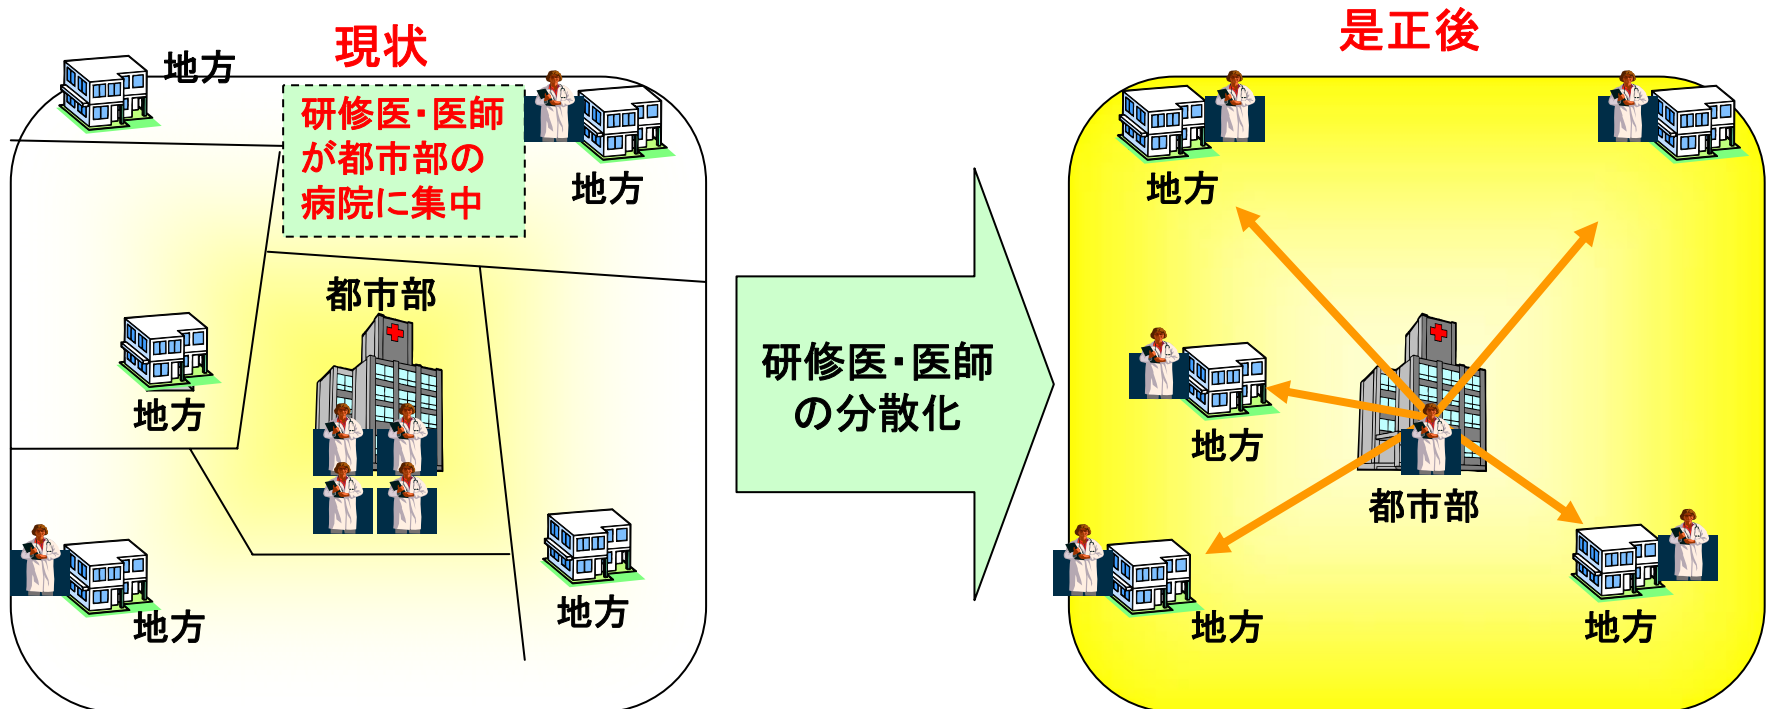 現状
地方
研修医・医師
が都市部の
病院に集中
地方
都市部
地方
地方
地方
研修医・医師
の分散化
是正後
地方
地方
都市部
地方
地方